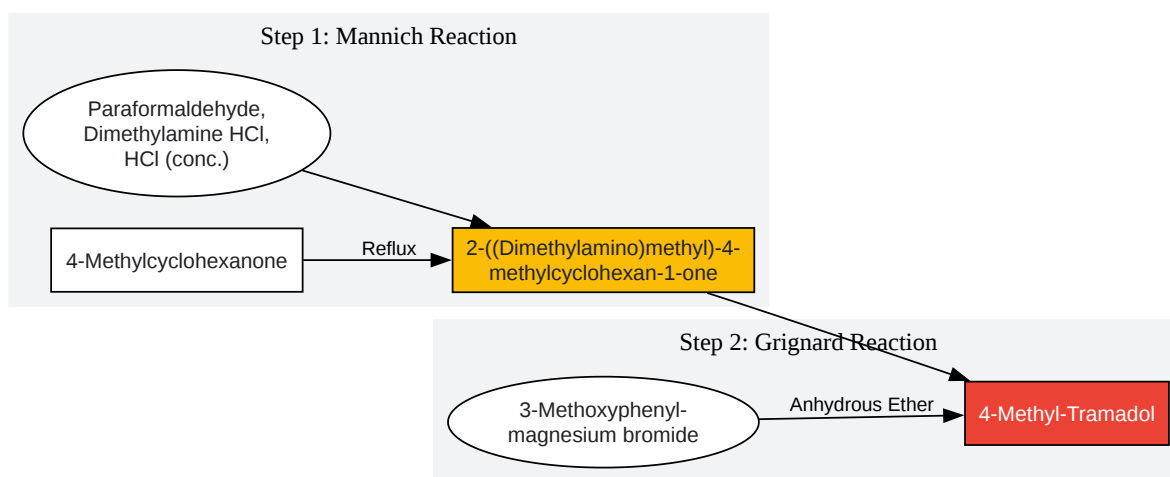 Step 1: Mannich Reaction
Paraformaldehyde,
Dimethylamine HCl,
HCl (conc.)
4-Methylcyclohexanone
Reflux
2-((Dimethylamino)methyl)-4-
methylcyclohexan-1-one
Step 2: Grignard Reaction
3-Methoxyphenyl-
magnesium bromide
Anhydrous Ether
4-Methyl-Tramadol